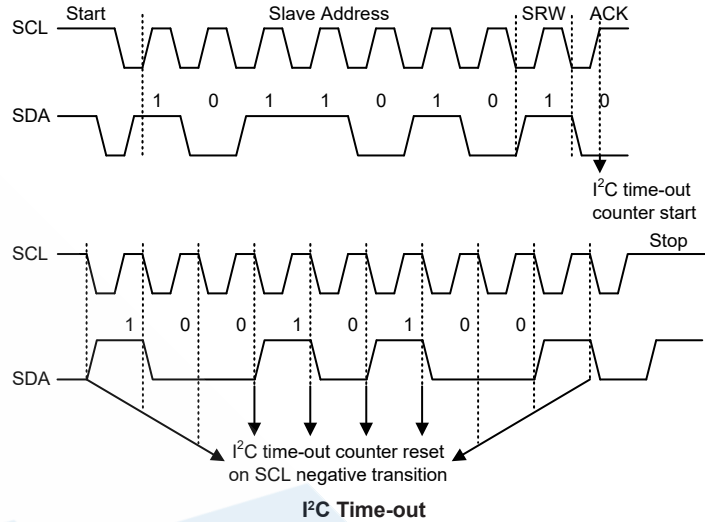 Start Slave Address SRW ACK
SCL
1 0 1 1 0 1 0 1 0
SDA
I²C time-out
counter start
Stop
SCL
1 0 0 1 0 1 0 0
SDA
I²C time-out counter reset
on SCL negative transition
I²C Time-out